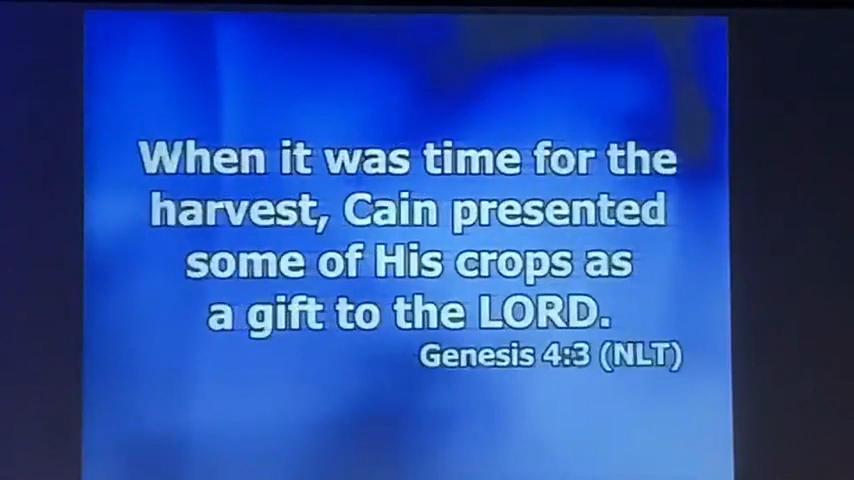 When it was time for the
harvest, Cain presented
some of His crops as
a gift to the LORD.
Genesis 4:3 (NLT)